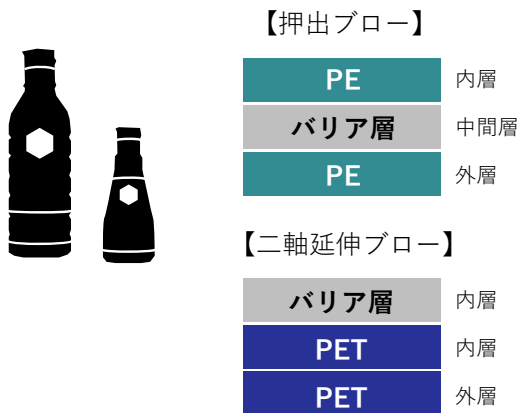 【押出ブロー】
PE 内層
バリア層 中間層
PE 外層
【二軸延伸ブロー】
バリア層 内層
PET 内層
PET 外層